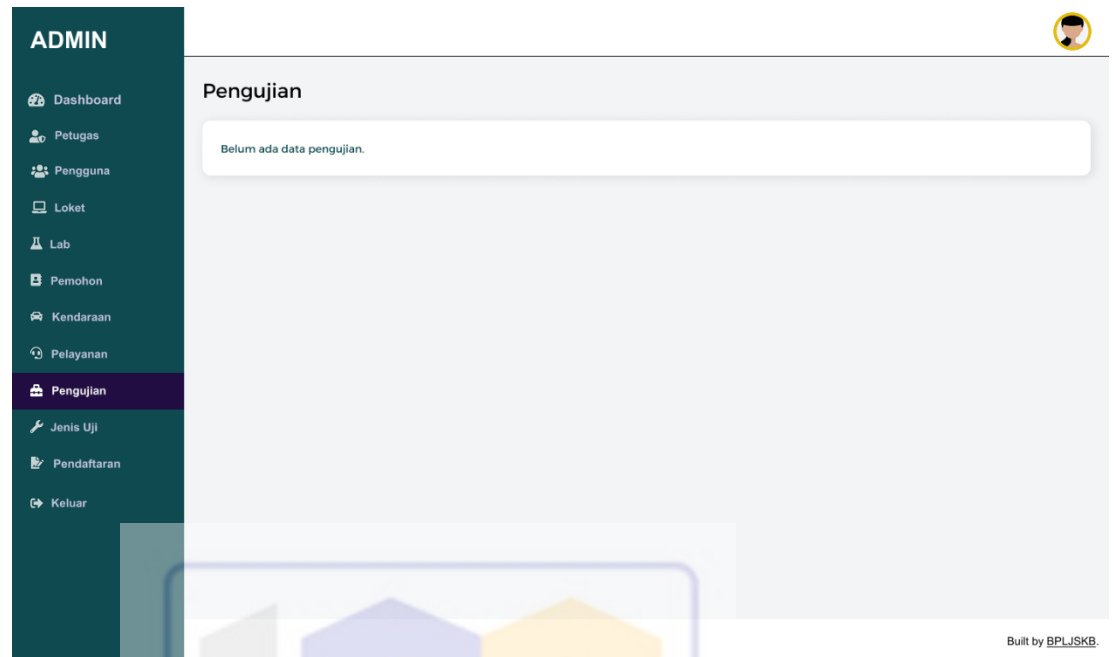 ADMIN
Dashboard
Petugas
Pengguna
Loket
Lab
Pemohon
Kendaraan
Pelayanan
Pengujian
Jenis Uji
Pendaftaran
Keluar
Pengujian
Belum ada data pengujian.
Built by BPLJSKB.